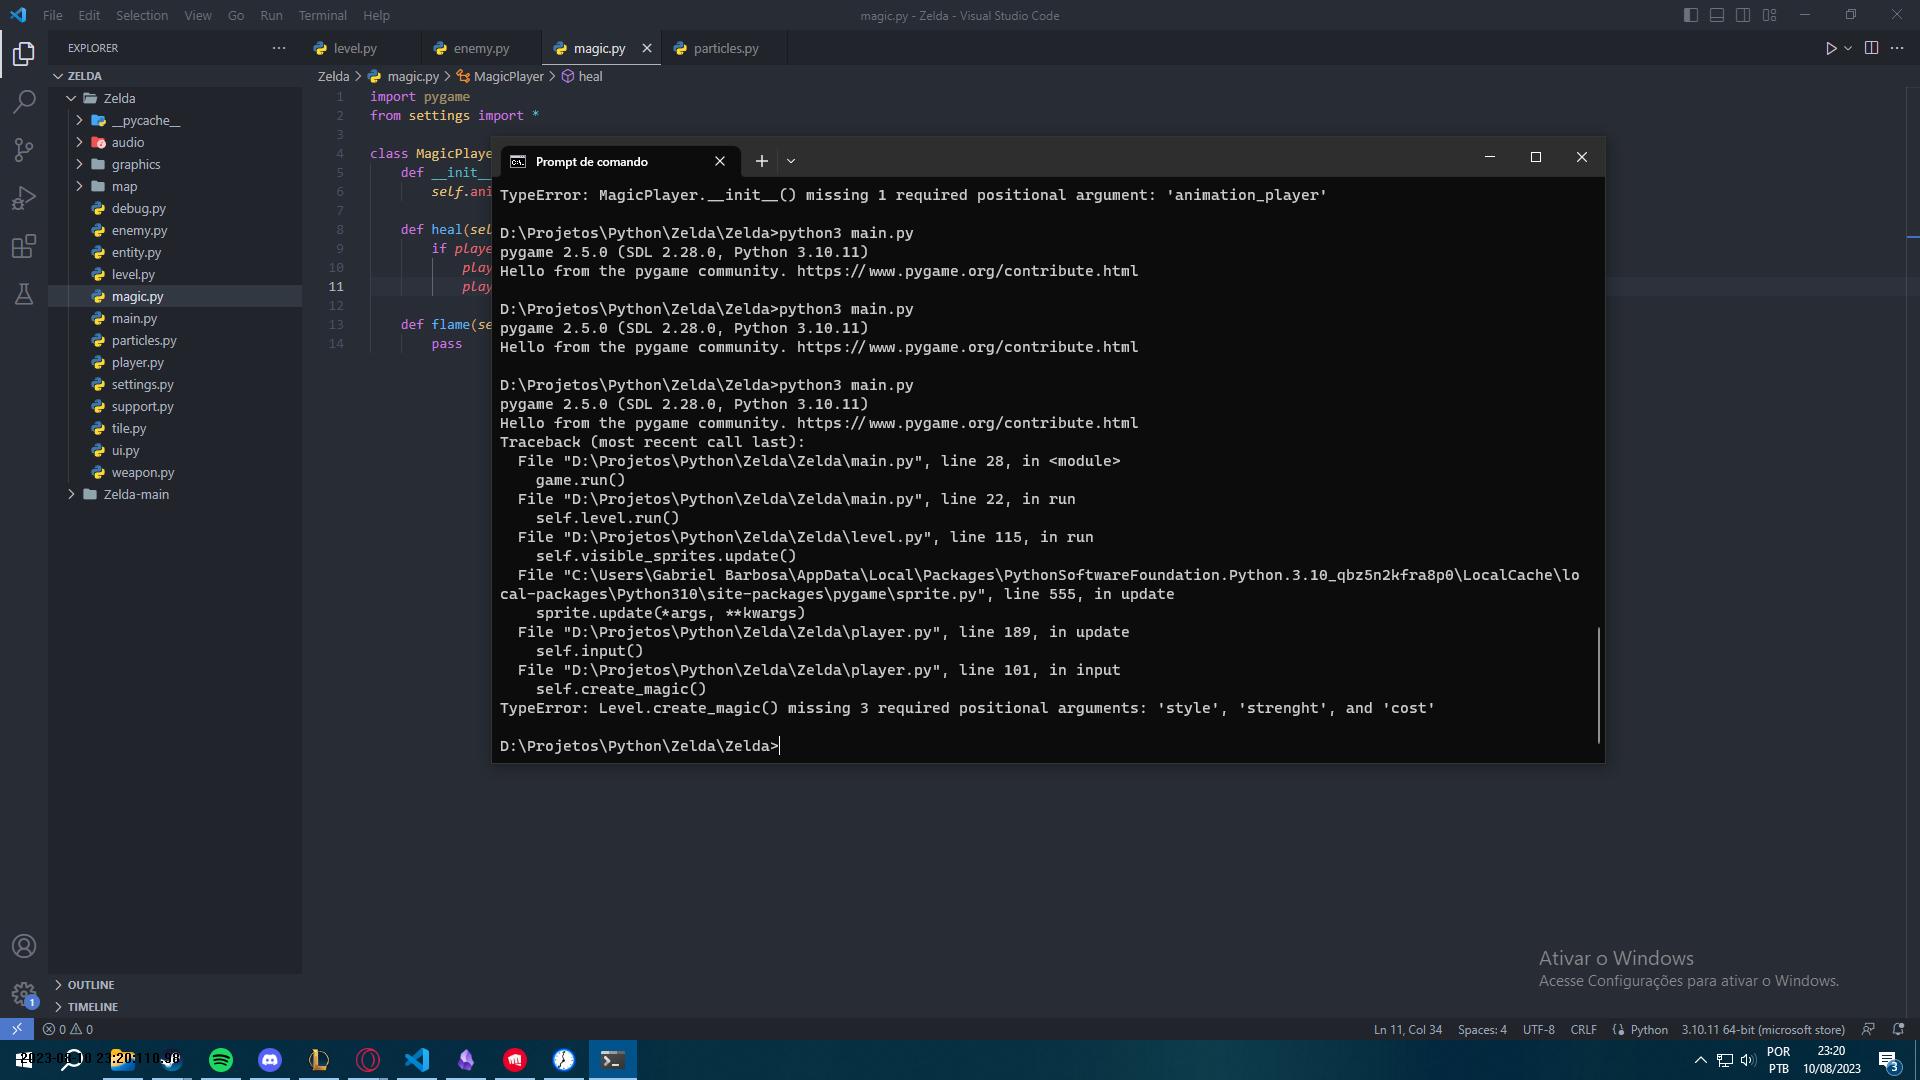 File Edit Selection View Go Run Terminal Help
magic.py - Zelda - Visual Studio Code
EXPLORER
level.py
enemy.py
magic.py
particles.py
ZELDA
Zelda
__pycache__
audio
graphics
map
debug.py
enemy.py
entity.py
level.py
magic.py
main.py
particles.py
player.py
settings.py
support.py
tile.py
ui.py
weapon.py
Zelda-main
OUTLINE
TIMELINE
Zelda > magic.py > MagicPlayer > heal
1 import pygame
2 from settings import *
3
4 class MagicPlaye
5 def __init__
6 self.ani
7
8 def heal(sel
9 if playe
10 play
11 play
12
13 def flame(se
14 pass
Prompt de comando
TypeError: MagicPlayer.__init__() missing 1 required positional argument: 'animation_player'
D:\Projetos\Python\Zelda\Zelda>python3 main.py
pygame 2.5.0 (SDL 2.28.0, Python 3.10.11)
Hello from the pygame community. https://www.pygame.org/contribute.html
D:\Projetos\Python\Zelda\Zelda>python3 main.py
pygame 2.5.0 (SDL 2.28.0, Python 3.10.11)
Hello from the pygame community. https://www.pygame.org/contribute.html
D:\Projetos\Python\Zelda\Zelda>python3 main.py
pygame 2.5.0 (SDL 2.28.0, Python 3.10.11)
Hello from the pygame community. https://www.pygame.org/contribute.html
Traceback (most recent call last):
File "D:\Projetos\Python\Zelda\Zelda\main.py", line 28, in <module>
game.run()
File "D:\Projetos\Python\Zelda\Zelda\main.py", line 22, in run
self.level.run()
File "D:\Projetos\Python\Zelda\Zelda\level.py", line 115, in run
self.visible_sprites.update()
File "C:\Users\Gabriel Barbosa\AppData\Local\Packages\PythonSoftwareFoundation.Python.3.10_qbz5n2kfra8p0\LocalCache\lo
cal-packages\Python310\site-packages\pygame\sprite.py", line 555, in update
sprite.update(*args, **kwargs)
File "D:\Projetos\Python\Zelda\Zelda\player.py", line 189, in update
self.input()
File "D:\Projetos\Python\Zelda\Zelda\player.py", line 101, in input
self.create_magic()
TypeError: Level.create_magic() missing 3 required positional arguments: 'style', 'strenght', and 'cost'
D:\Projetos\Python\Zelda\Zelda>
Ativar o Windows
Acesse Configurações para ativar o Windows.
1
0 0
Ln 11, Col 34 Spaces: 4 UTF-8 CRLF Python 3.10.11 64-bit (microsoft store)
POR
PTB
23:20
10/08/2023
3